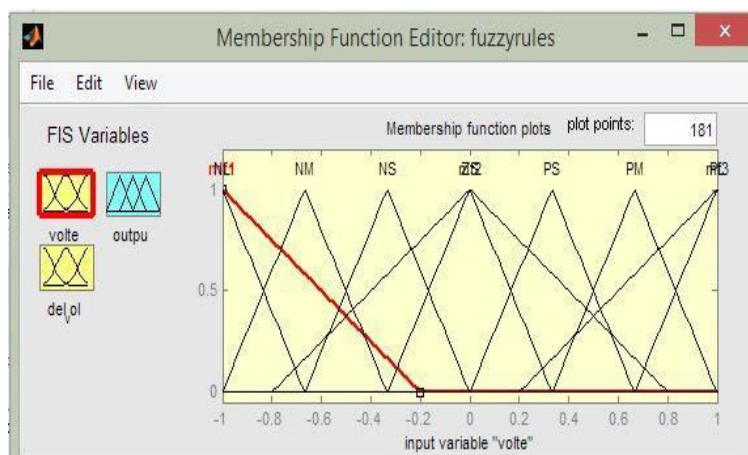 Membership Function Editor: fuzzyrules
File Edit View
FIS Variables
Membership function plots plot points: 181
NM NS PS PM
volte outpu
del_vol
1
0.5
0
-1 -0.8 -0.6 -0.4 -0.2 0 0.2 0.4 0.6 0.8 1
input variable "volte"